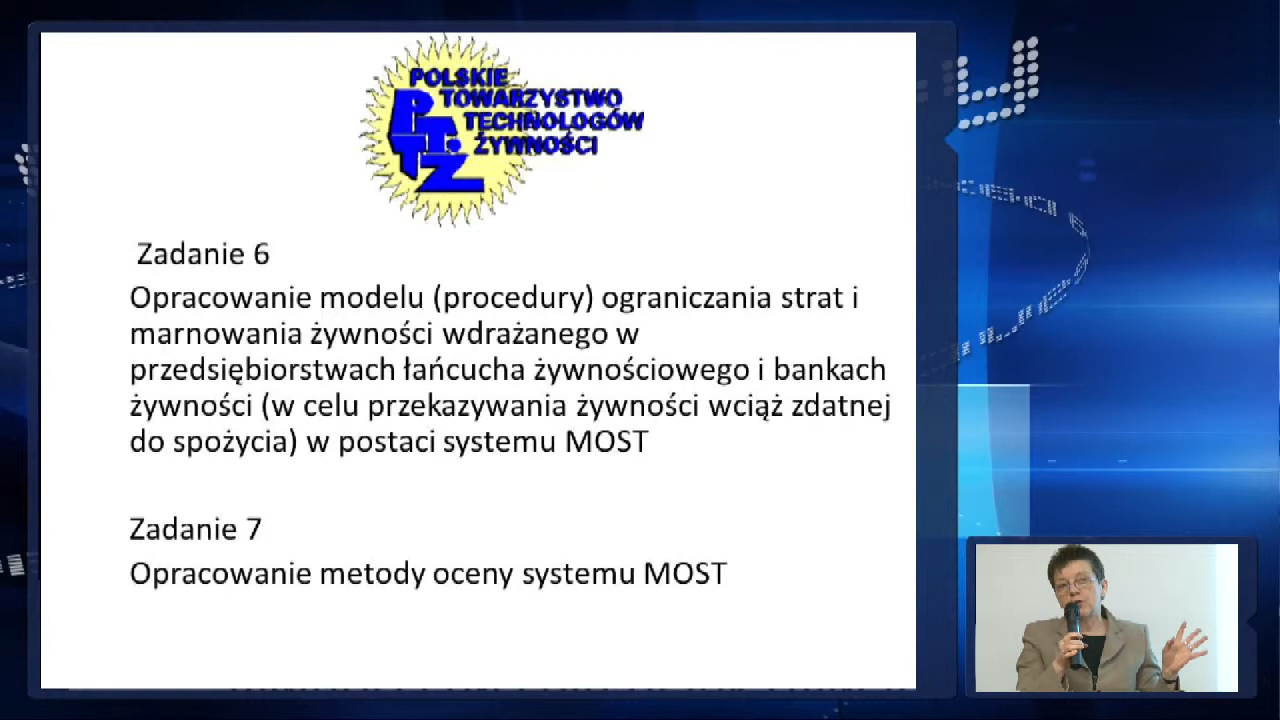 POLSKIE
TOWARZYSTWO
TECHNOLOGÓW
ŻYWNOŚCI
P
T.
T
Z
Zadanie 6
Opracowanie modelu (procedury) ograniczania strat i
marnowania żywności wdrażanego w
przedsiębiorstwach łańcucha żywnościowego i bankach
żywności (w celu przekazywania żywności wciąż zdatnej
do spożycia) w postaci systemu MOST
Zadanie 7
Opracowanie metody oceny systemu MOST